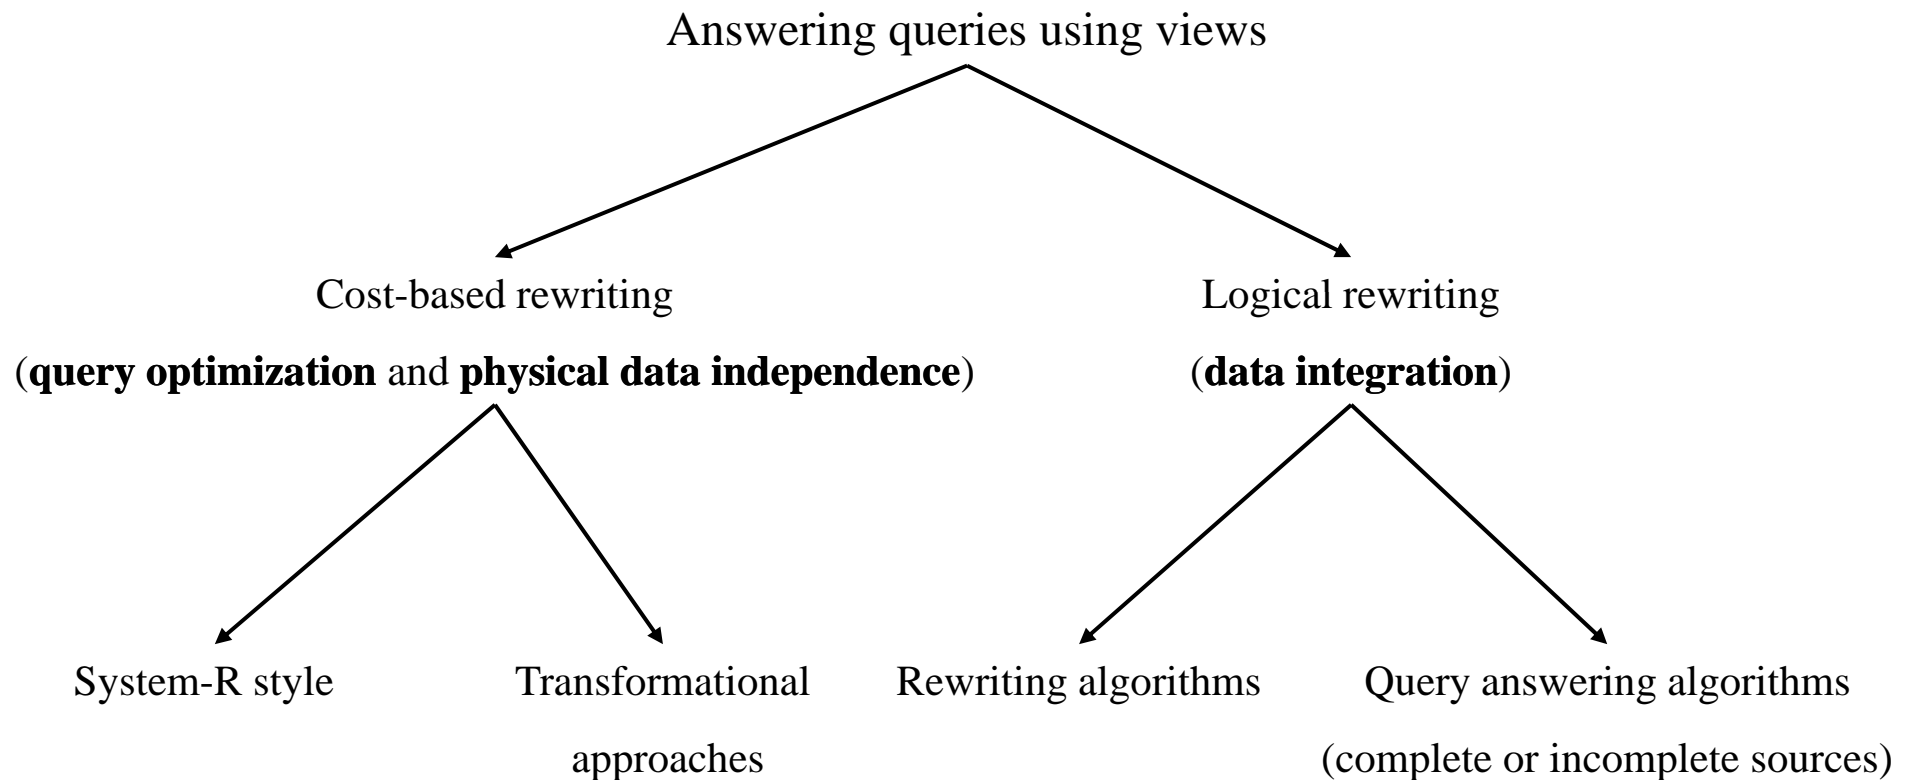 Answering queries using views
Cost-based rewriting
(query optimization and physical data independence)
Logical rewriting
(data integration)
System-R style
Transformational
approaches
Rewriting algorithms
Query answering algorithms
(complete or incomplete sources)